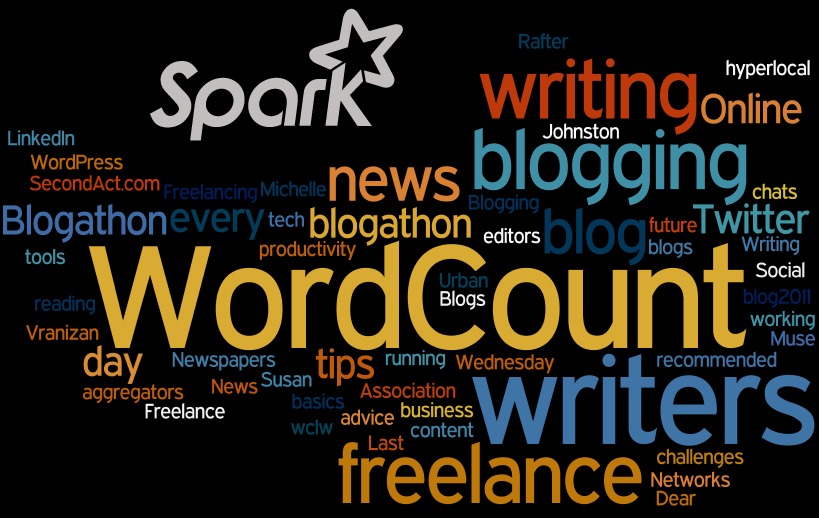 Spark
Rafter
writing
hyperlocal
Online
LinkedIn
Johnston
blogging
WordPress
SecondAct.com
Freelancing
Michelle
news
Blogging
chats
Blogathon
every
tech
blogathon
editors
blog
future
Twitter
blogs
Writing
tools
productivity
WordCount
Urban
Blogs
Social
reading
blog2011
working
Vranizan
Muse
day
Newspapers
tips
running
Wednesday
recommended
aggregators
News
Susan
Association
writers
Freelance
basics
advice
business
wclw
content
Last
freelance
challenges
Networks
Dear